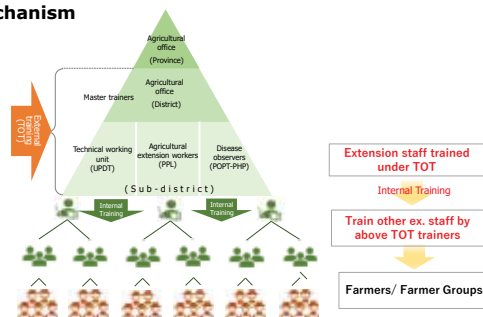 chanism
Agricultural
office
(Province)
Master trainers
Agricultural
office
(District)
External
training
(TOT)
Technical working
unit
(UPDT)
Agricultural
extension workers
(PPL)
Disease
observers
(POPT-PHP)
(Sub-district)
Internal
Training
Internal
Training
Extension staff trained
under TOT
Internal Training
Train other ex. staff by
above TOT trainers
Farmers/ Farmer Groups